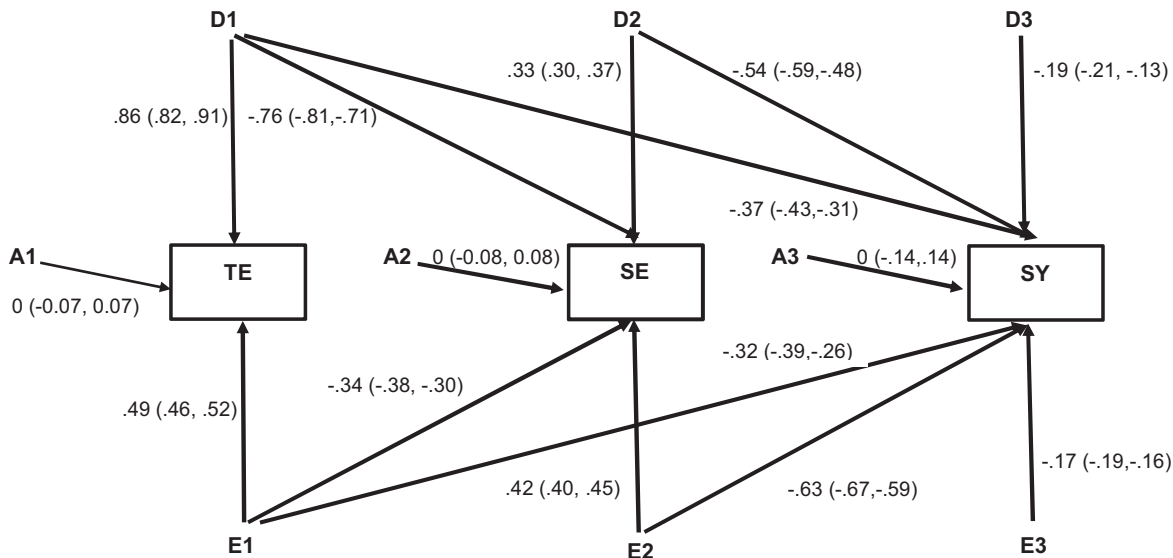 D1 D2 D3
.33 (.30, .37) -.54 (-.59,-.48) -.19 (-.21, -.13)
.86 (.82, .91) -.76 (-.81,-.71)
-.37 (-.43,-.31)
A1 TE A2 0 (-0.08, 0.08) SE A3 0 (-.14,.14) SY
0 (-0.07, 0.07)
-.32 (-.39,-.26)
-.34 (-.38, -.30)
.49 (.46, .52)
-.17 (-.19,-.16)
.42 (.40, .45) -.63 (-.67,-.59)
E1 E2 E3